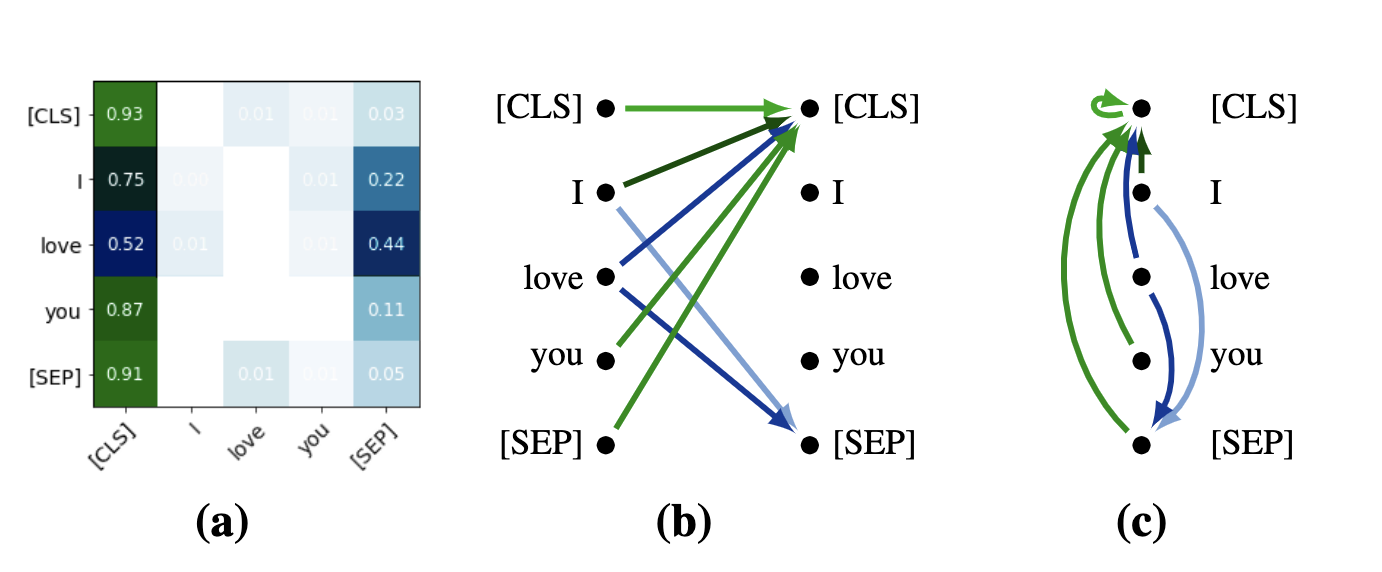 [CLS] 0.93 0.01 0.01 0.03
I 0.75 0.00 0.01 0.22
love 0.52 0.01 0.01 0.44
you 0.87 0.11
[SEP] 0.91 0.01 0.01 0.05
[CLS] I love you [SEP]
(a)
[CLS] [CLS]
I I
love love
you you
[SEP] [SEP]
(b)
[CLS]
I
love
you
[SEP]
(c)